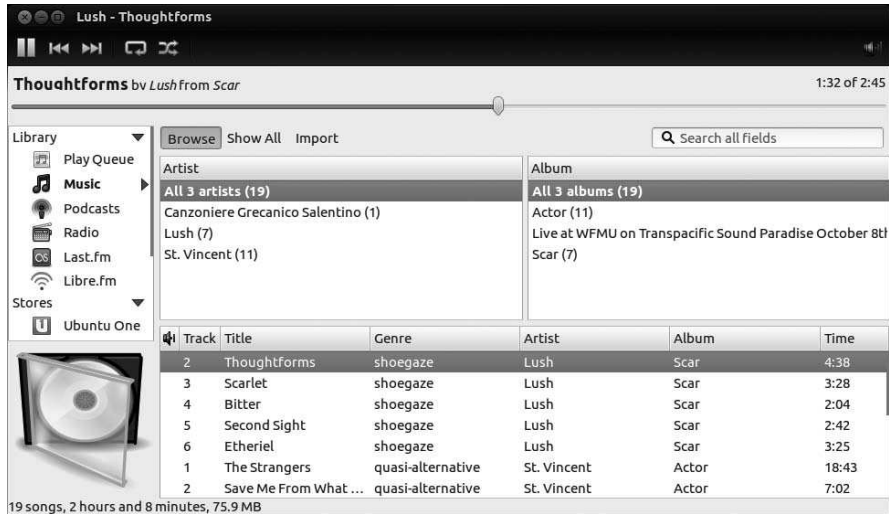 Lush - Thoughtforms
Thoughtforms by Lush from Scar
1:32 of 2:45
Library
Play Queue
Music
Podcasts
Radio
Last.fm
Libre.fm
Stores
Ubuntu One
Browse Show All Import
Search all fields
Artist
All 3 artists (19)
Canzoniere Grecanico Salentino (1)
Lush (7)
St. Vincent (11)
Album
All 3 albums (19)
Actor (11)
Live at WFMU on Transpacific Sound Paradise October 8th
Scar (7)
Track Title Genre Artist Album Time
2 Thoughtforms shoegaze Lush Scar 4:38
3 Scarlet shoegaze Lush Scar 3:28
4 Bitter shoegaze Lush Scar 2:04
5 Second Sight shoegaze Lush Scar 2:42
6 Etheriel shoegaze Lush Scar 3:25
1 The Strangers quasi-alternative St. Vincent Actor 18:43
2 Save Me From What ... quasi-alternative St. Vincent Actor 7:02
19 songs, 2 hours and 8 minutes, 75.9 MB